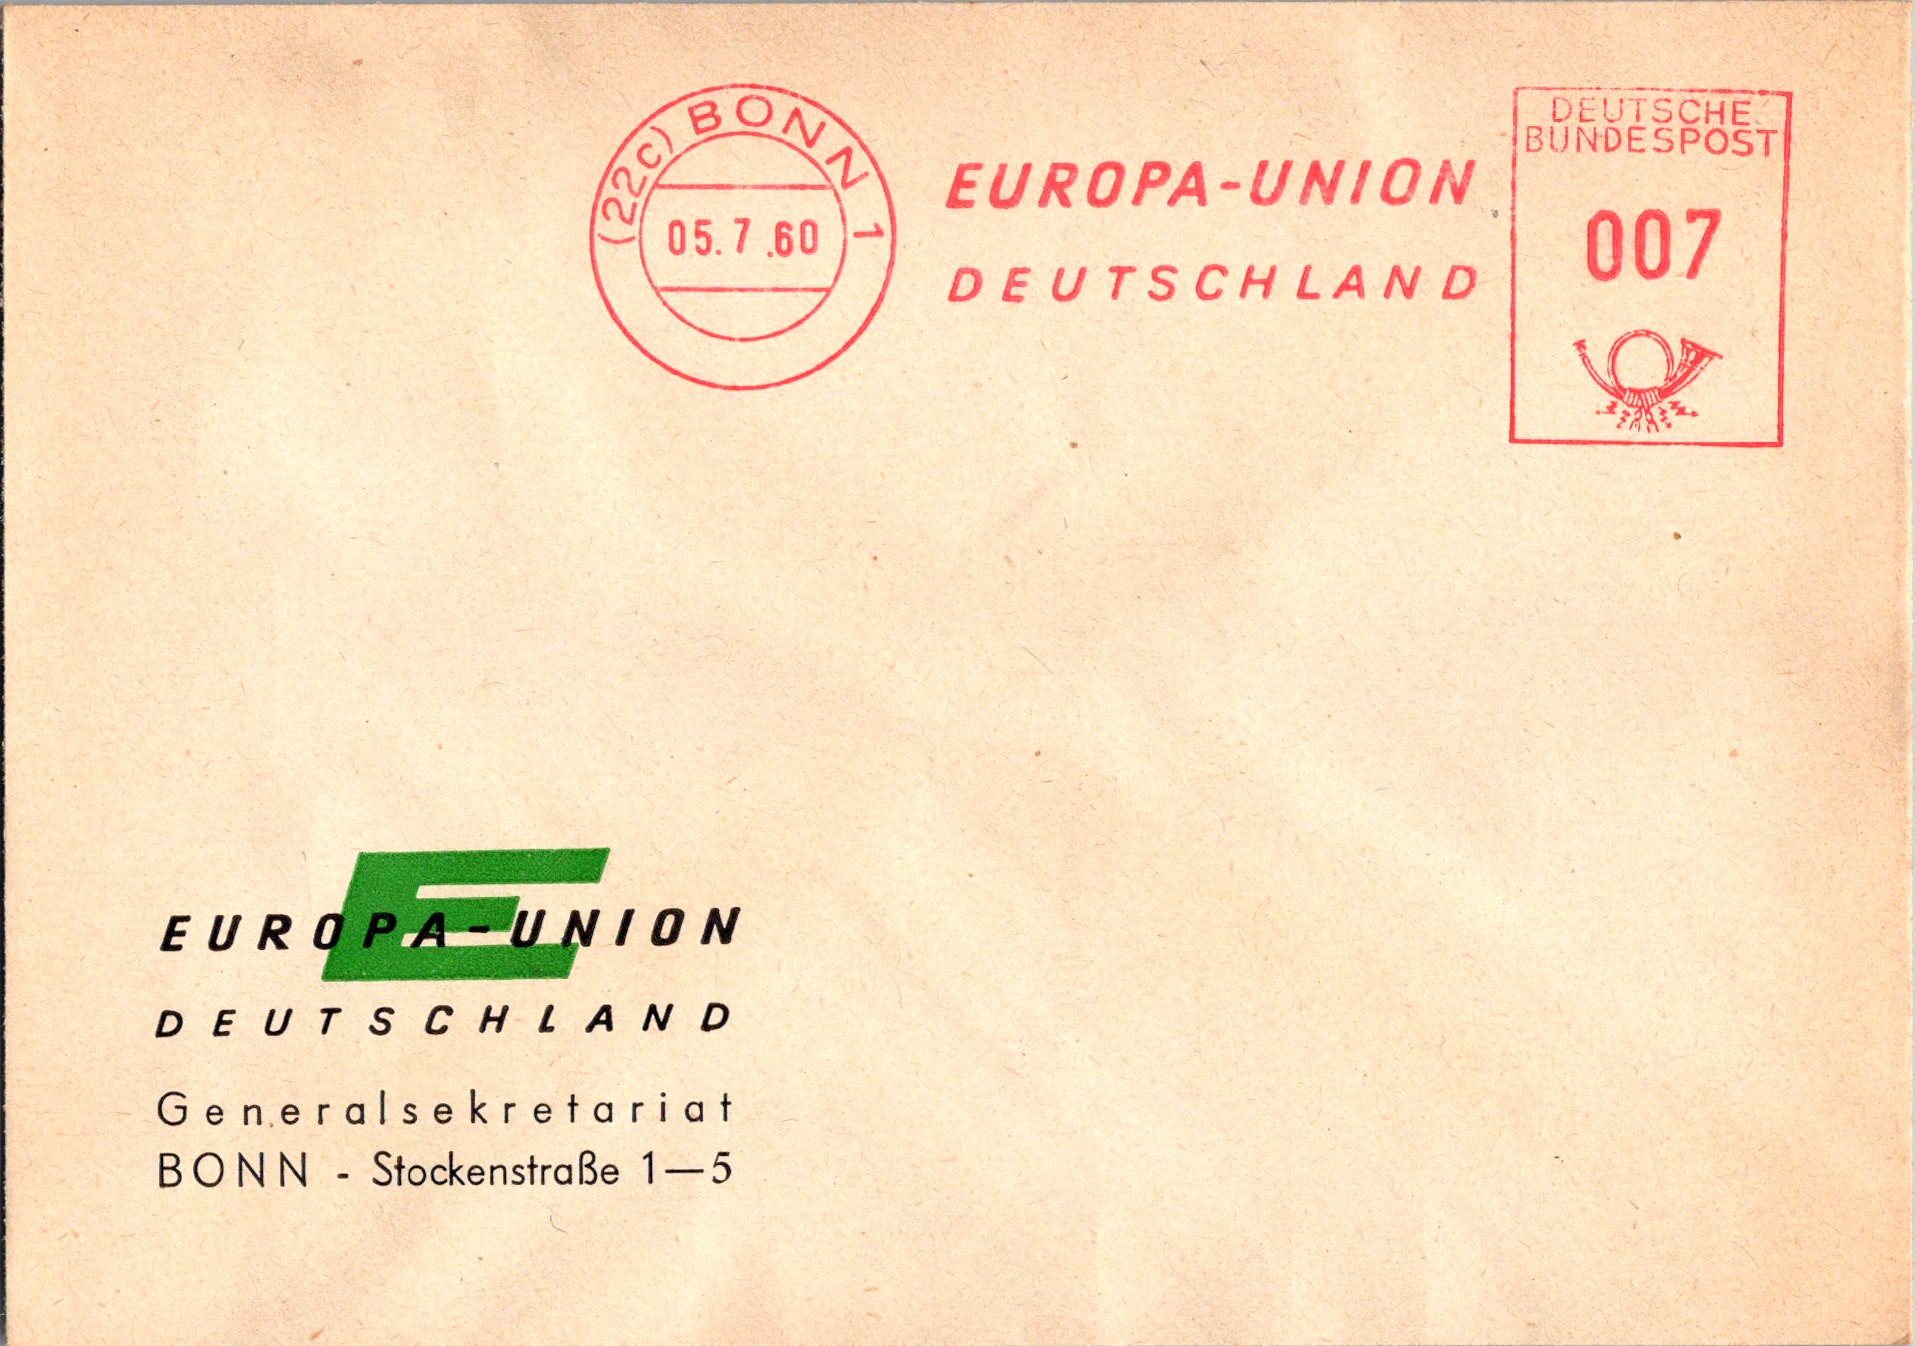 (22c) BONN 1
05.7.60
EUROPA-UNION
DEUTSCHLAND
DEUTSCHE
BUNDESPOST
007
E
EUROPA-UNION
DEUTSCHLAND
Generalsekretariat
BONN - Stockenstraße 1—5